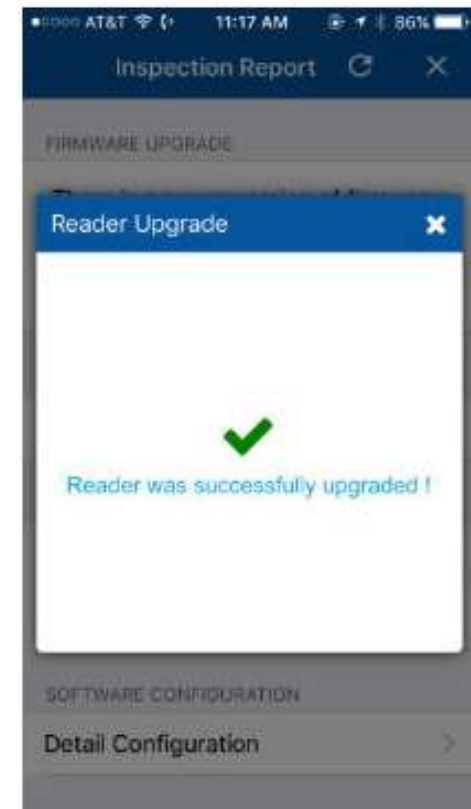 AT&T 11:17 AM 86%
Inspection Report
FIRMWARE UPGRADE
Reader Upgrade
Reader was successfully upgraded !
SOFTWARE CONFIGURATION
Detail Configuration